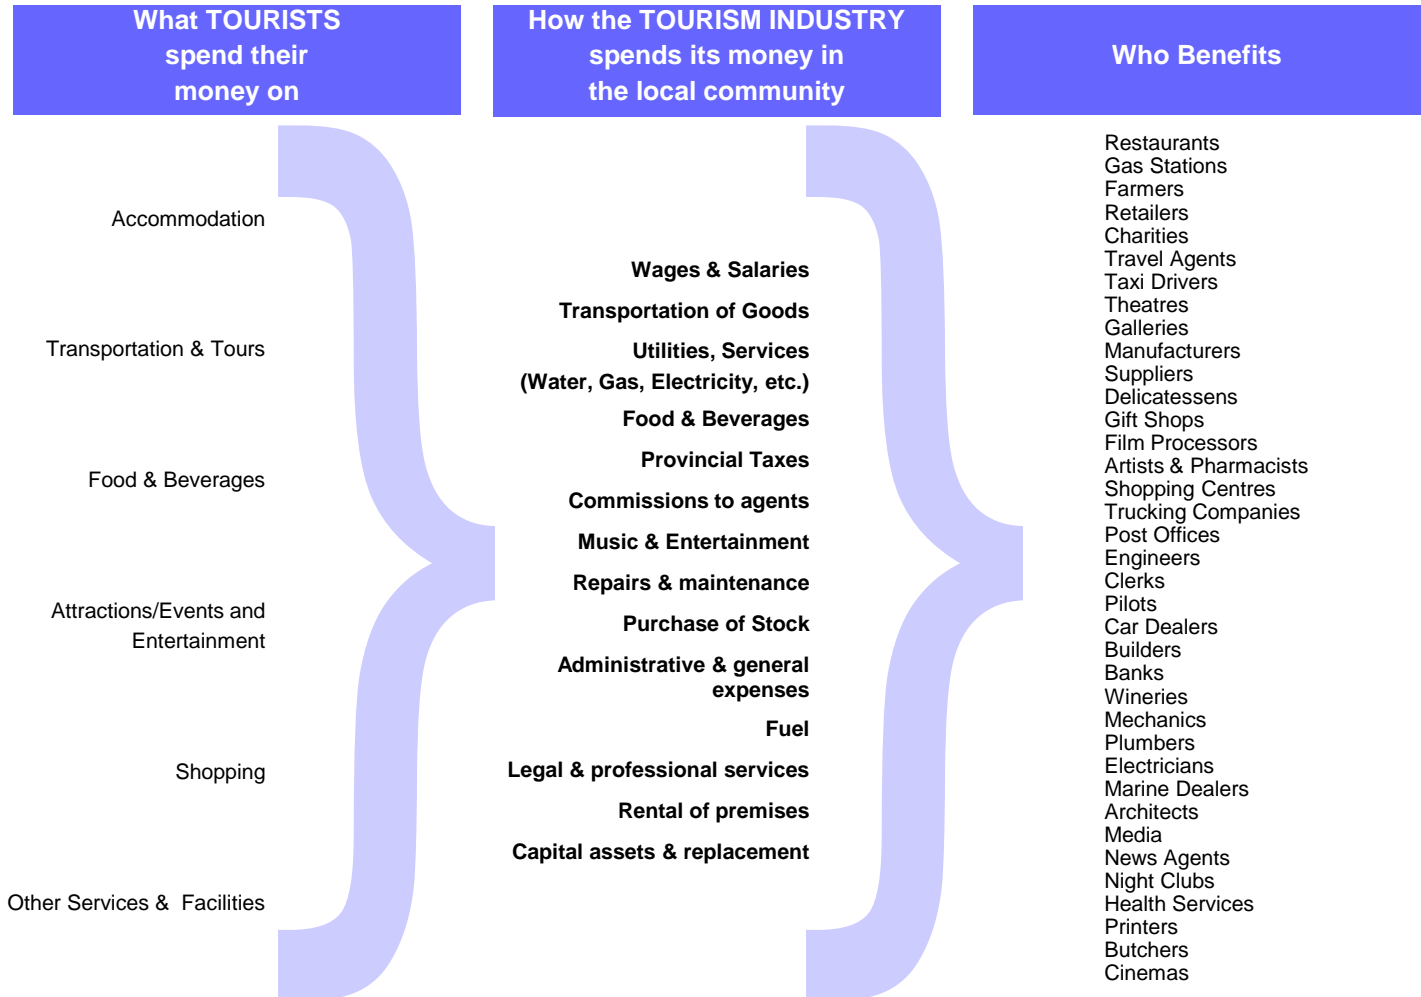 What TOURISTS
spend their
money on
How the TOURISM INDUSTRY
spends its money in
the local community
Who Benefits
Accommodation
Transportation & Tours
Food & Beverages
Attractions/Events and
Entertainment
Shopping
Other Services & Facilities
Wages & Salaries
Transportation of Goods
Utilities, Services
(Water, Gas, Electricity, etc.)
Food & Beverages
Provincial Taxes
Commissions to agents
Music & Entertainment
Repairs & maintenance
Purchase of Stock
Administrative & general
expenses
Fuel
Legal & professional services
Rental of premises
Capital assets & replacement
Restaurants
Gas Stations
Farmers
Retailers
Charities
Travel Agents
Taxi Drivers
Theatres
Galleries
Manufacturers
Suppliers
Delicatessens
Gift Shops
Film Processors
Artists & Pharmacists
Shopping Centres
Trucking Companies
Post Offices
Engineers
Clerks
Pilots
Car Dealers
Builders
Banks
Wineries
Mechanics
Plumbers
Electricians
Marine Dealers
Architects
Media
News Agents
Night Clubs
Health Services
Printers
Butchers
Cinemas